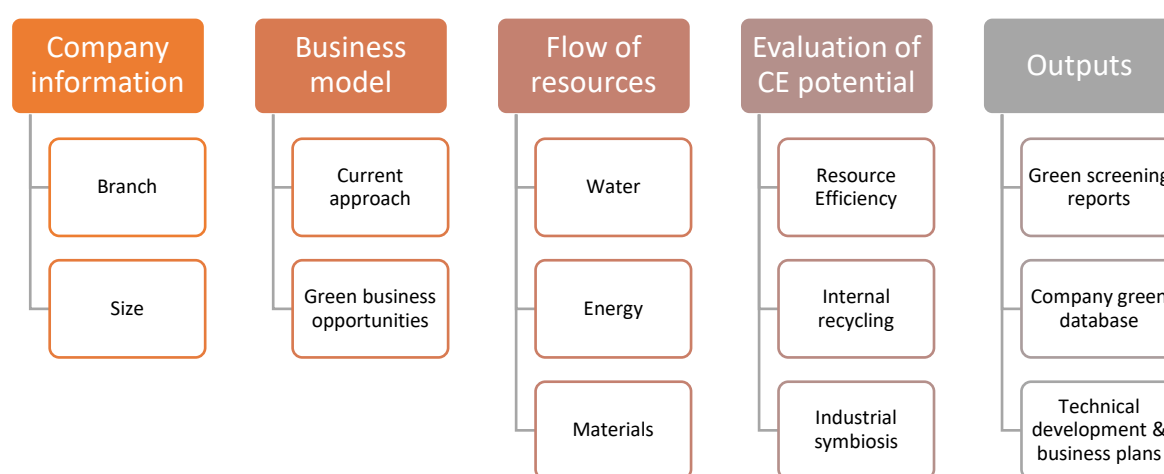 Company
information
Branch
Size
Business
model
Current
approach
Green business
opportunities
Flow of
resources
Water
Energy
Materials
Evaluation of
CE potential
Resource
Efficiency
Internal
recycling
Industrial
symbiosis
Outputs
Green screening
reports
Company green
database
Technical
development &
business plans